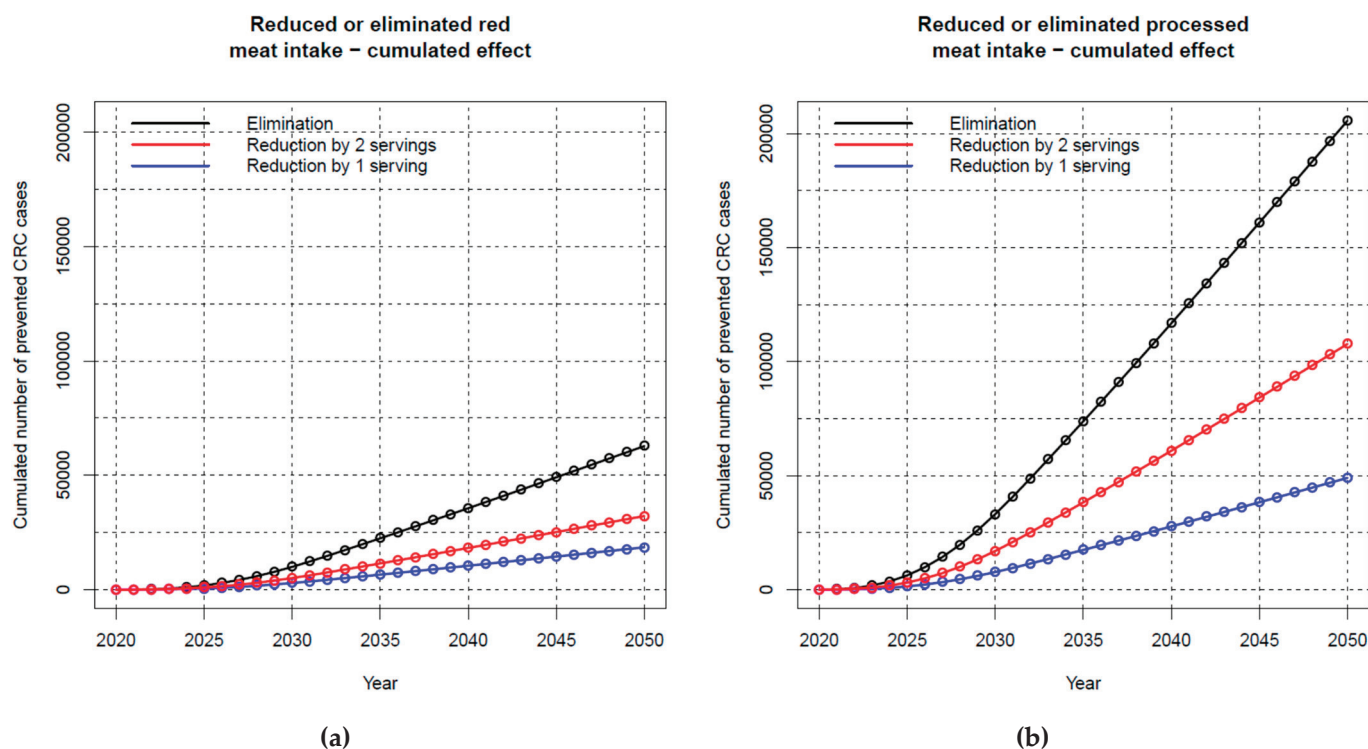 Reduced or eliminated red
meat intake − cumulated effect
Cumulated number of prevented CRC cases
200000
150000
100000
50000
0
Elimination
Reduction by 2 servings
Reduction by 1 serving
2020 2025 2030 2035 2040 2045 2050
Year
(a)
Reduced or eliminated processed
meat intake − cumulated effect
Cumulated number of prevented CRC cases
200000
150000
100000
50000
0
Elimination
Reduction by 2 servings
Reduction by 1 serving
2020 2025 2030 2035 2040 2045 2050
Year
(b)